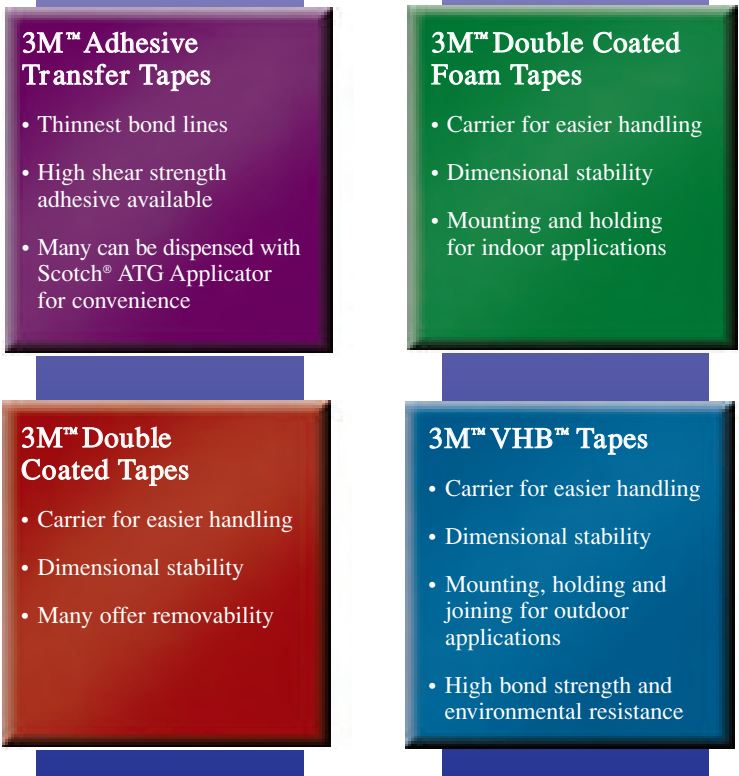 3M™ Adhesive
Transfer Tapes
• Thinnest bond lines
• High shear strength
adhesive available
• Many can be dispensed with
Scotch® ATG Applicator
for convenience
3M™ Double Coated
Foam Tapes
• Carrier for easier handling
• Dimensional stability
• Mounting and holding
for indoor applications
3M™ Double
Coated Tapes
• Carrier for easier handling
• Dimensional stability
• Many offer removability
3M™ VHB™ Tapes
• Carrier for easier handling
• Dimensional stability
• Mounting, holding and
joining for outdoor
applications
• High bond strength and
environmental resistance